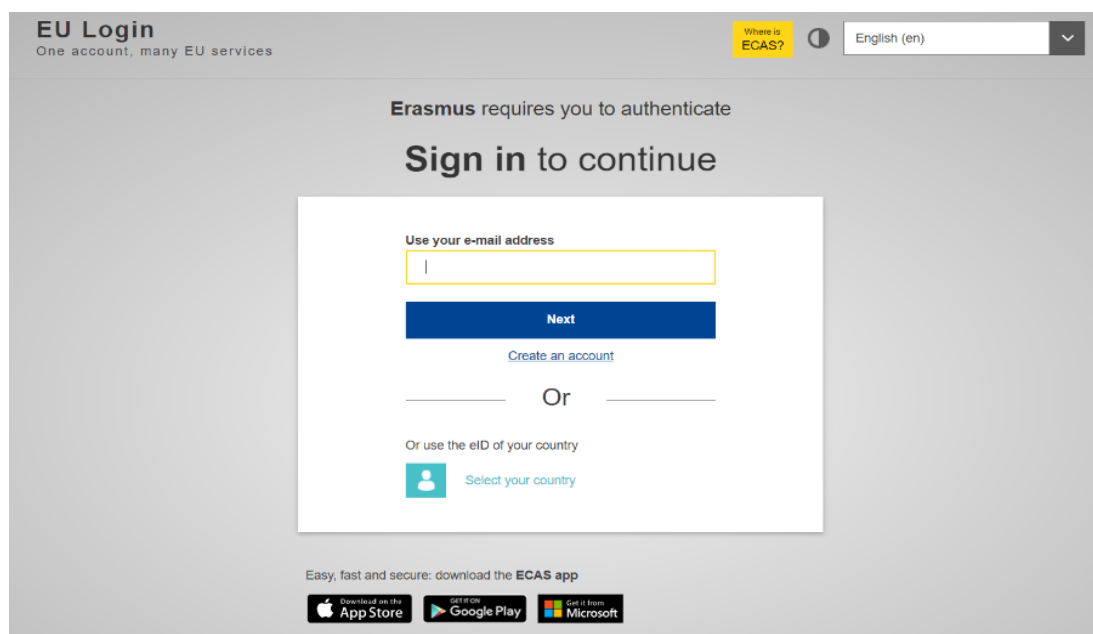 EU Login
One account, many EU services
Where is
ECAS?
English (en)
Erasmus requires you to authenticate
Sign in to continue
Use your e-mail address
Next
Create an account
Or
Or use the eID of your country
Select your country
Easy, fast and secure: download the ECAS app
Download on the
App Store
GET IT ON
Google Play
Get it from
Microsoft